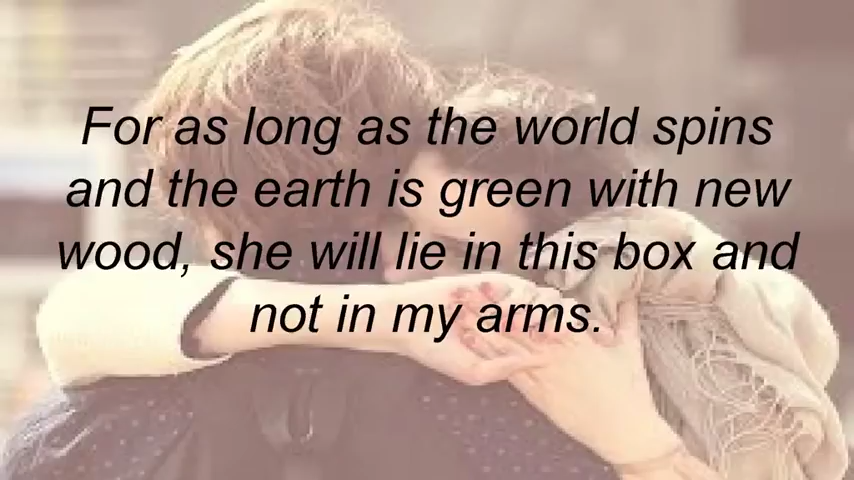 For as long as the world spins
and the earth is green with new
wood, she will lie in this box and
not in my arms.